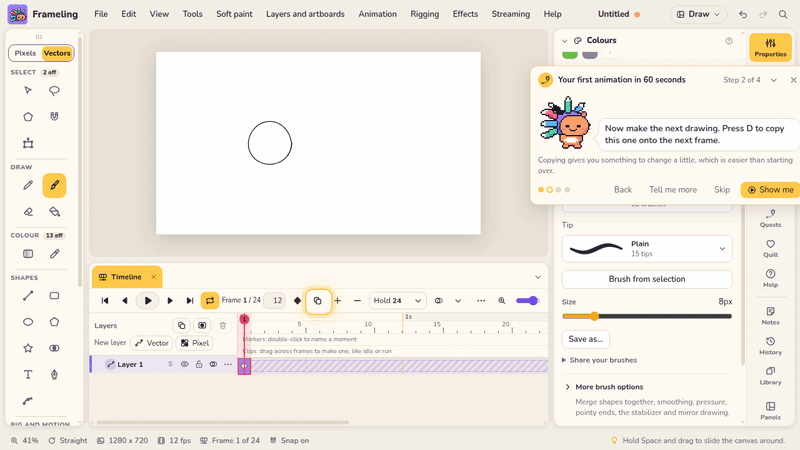 Frameling
File
Edit
View
Tools
Soft paint
Layers and artboards
Animation
Rigging
Effects
Streaming
Help
Untitled
Draw
Pixels
Vectors
SELECT
2 off
DRAW
COLOUR
13 off
SHAPES
RIG AND MOTION
Colours
Properties
Your first animation in 60 seconds
Step 2 of 4
Now make the next drawing. Press D to copy
this one onto the next frame.
Copying gives you something to change a little, which is easier than starting
over.
Back
Tell me more
Skip
Show me
Tip
Plain
15 tips
Brush from selection
Size
8px
Save as...
Share your brushes
More brush options
Merge shapes together, smoothing, pressure,
pointy ends, the stabilizer and mirror drawing.
Quests
Quill
Help
Notes
History
Library
Panels
Timeline
Frame 1 / 24
12
Hold 24
Layers
New layer
Vector
Pixel
1
5
10
1s
15
20
Markers: double-click to name a moment
Clips: drag across frames to make one, like idle or run
Layer 1
S
41%
Straight
1280 x 720
12 fps
Frame 1 of 24
Snap on
Hold Space and drag to slide the canvas around.